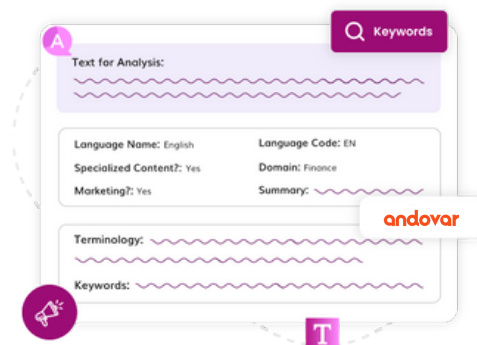 Keywords
A
Text for Analysis:
Language Name: English
Language Code: EN
Specialized Content?: Yes
Domain: Finance
Marketing?: Yes
Summary:
andovar
Terminology:
Keywords:
T